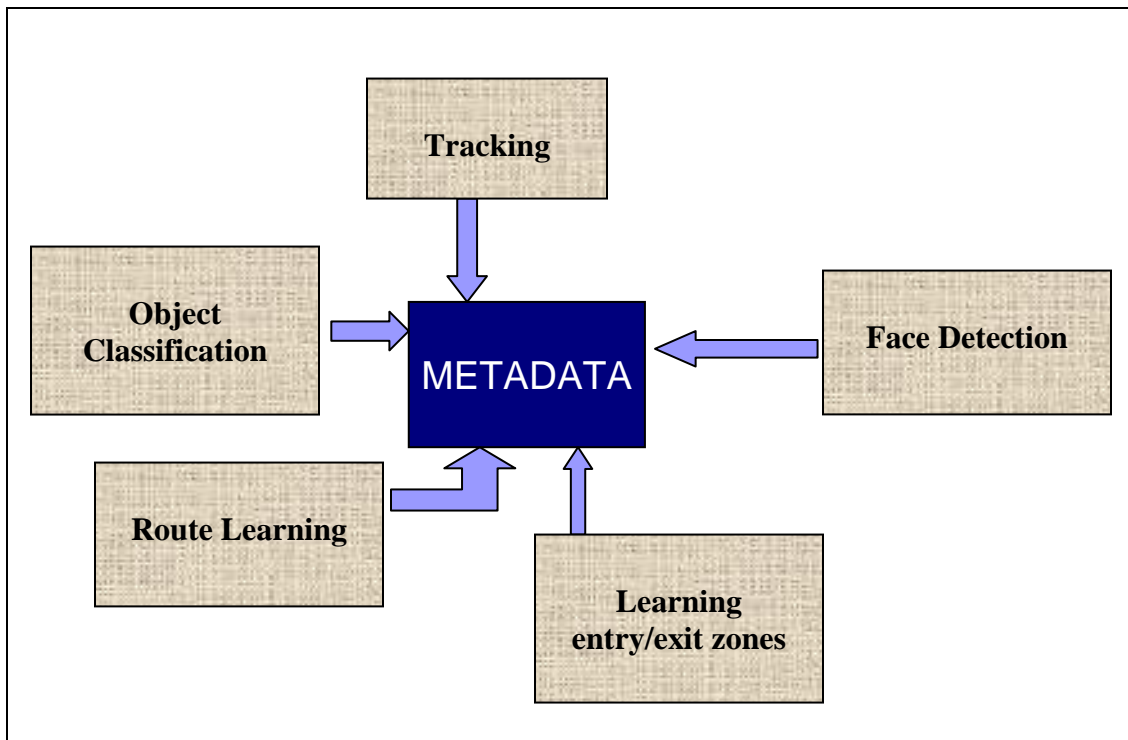 Tracking
Object
Classification
Face Detection
METADATA
Route Learning
Learning
entry/exit zones